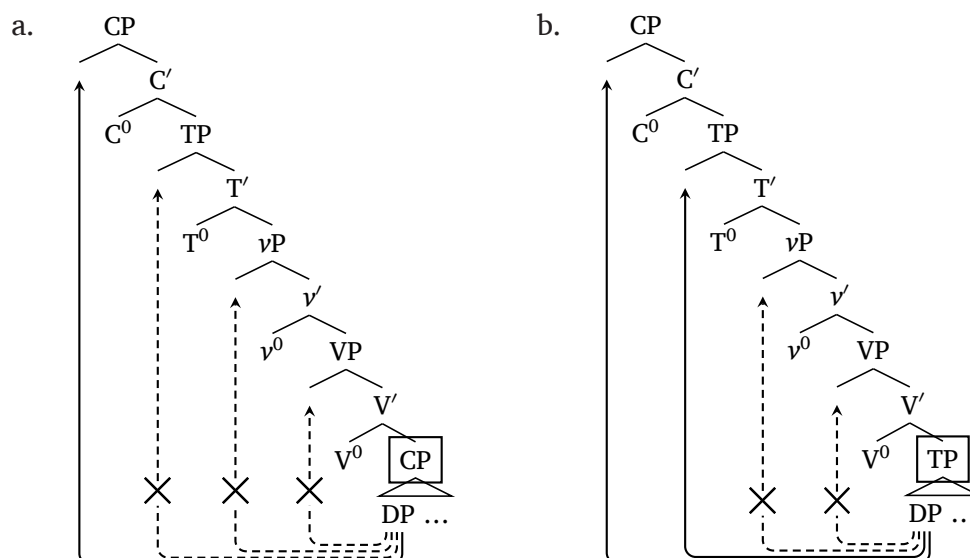 a.
CP
C′
C⁰ TP
T′
T⁰ vP
v′
v⁰ VP
V′
V⁰ CP
DP ...
b.
CP
C′
C⁰ TP
T′
T⁰ vP
v′
v⁰ VP
V′
V⁰ TP
DP ...